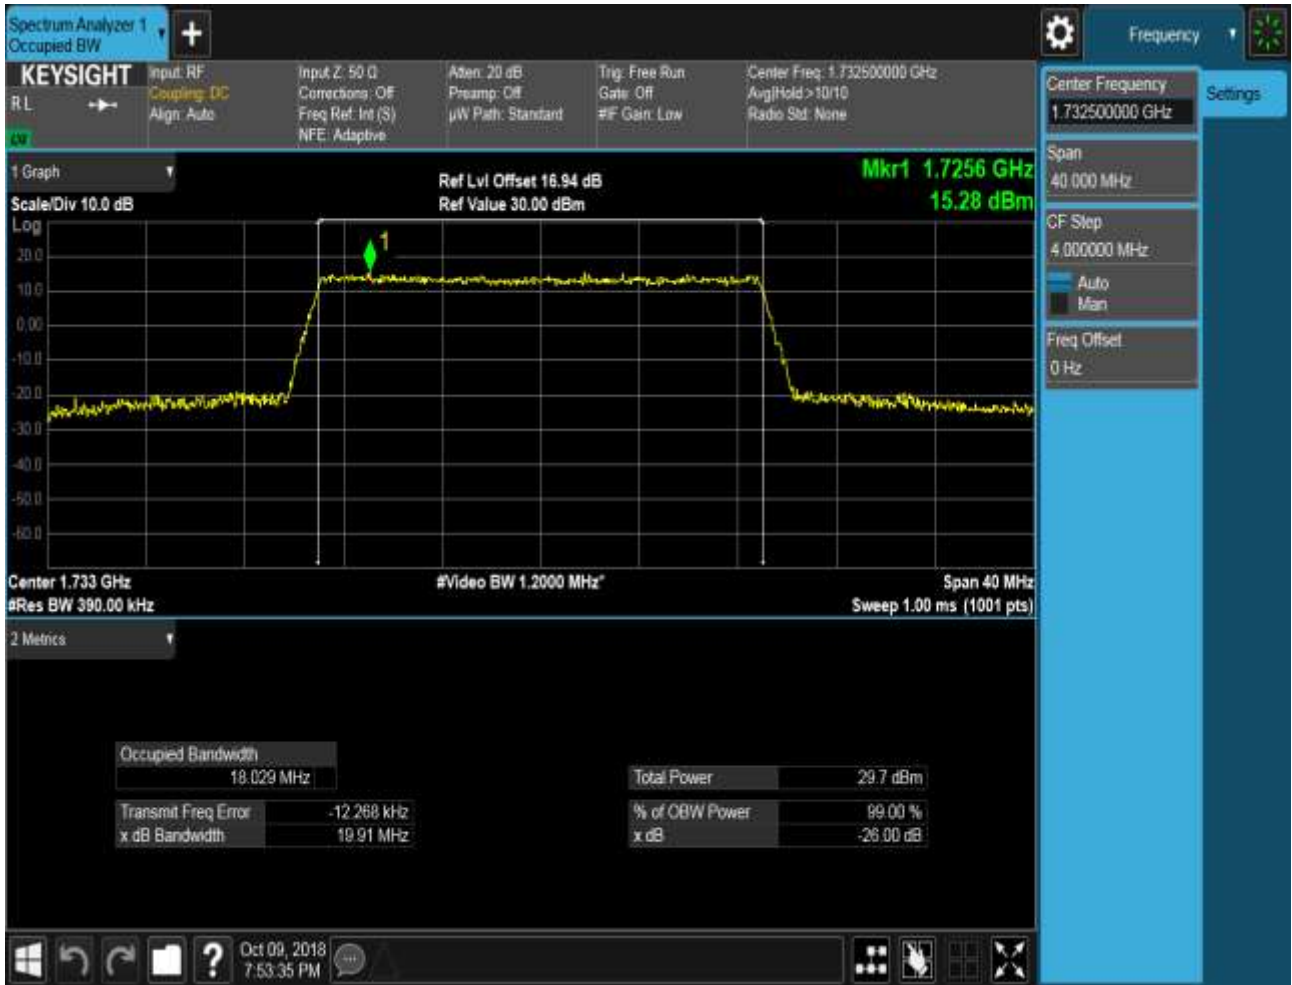 Spectrum Analyzer 1
Occupied BW
Frequency
KEYSIGHT
R L
Input: RF
Coupling: DC
Align: Auto
Input Z: 50 Ω
Corrections: Off
Freq Ref: Int (S)
NFE: Adaptive
Atten: 20 dB
Preamp: Off
µW Path: Standard
Trig: Free Run
Gate: Off
#IF Gain: Low
Center Freq: 1.732500000 GHz
Avg|Hold:>10/10
Radio Std: None
Center Frequency
1.732500000 GHz
Settings
Span
40.000 MHz
CF Step
4.000000 MHz
Auto
Man
Freq Offset
0 Hz
1 Graph
Scale/Div 10.0 dB
Ref Lvl Offset 16.94 dB
Ref Value 30.00 dBm
Mkr1 1.7256 GHz
15.28 dBm
Log
20.0
10.0
0.00
-10.0
-20.0
-30.0
-40.0
-50.0
-60.0
1
Center 1.733 GHz
#Video BW 1.2000 MHz*
Span 40 MHz
#Res BW 390.00 kHz
Sweep 1.00 ms (1001 pts)
2 Metrics
Occupied Bandwidth
18.029 MHz
Total Power 29.7 dBm
Transmit Freq Error -12.268 kHz
% of OBW Power 99.00 %
x dB Bandwidth 19.91 MHz
x dB -26.00 dB
?
Oct 09, 2018
7:53:35 PM